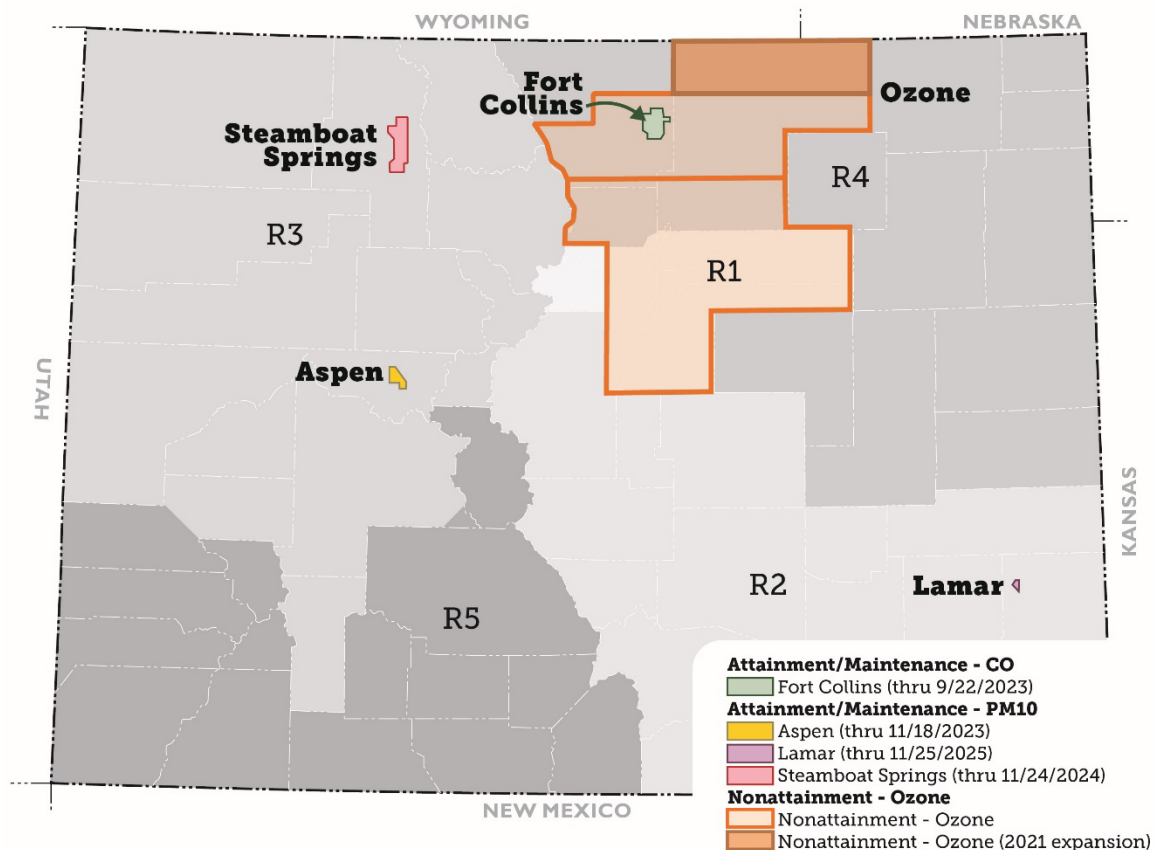 WYOMING
NEBRASKA
Fort
Collins
Ozone
Steamboat
Springs
R4
R3
R1
Aspen
UTAH
KANSAS
R2
Lamar
R5
NEW MEXICO
Attainment/Maintenance - CO
Fort Collins (thru 9/22/2023)
Attainment/Maintenance - PM10
Aspen (thru 11/18/2023)
Lamar (thru 11/25/2025)
Steamboat Springs (thru 11/24/2024)
Nonattainment - Ozone
Nonattainment - Ozone
Nonattainment - Ozone (2021 expansion)